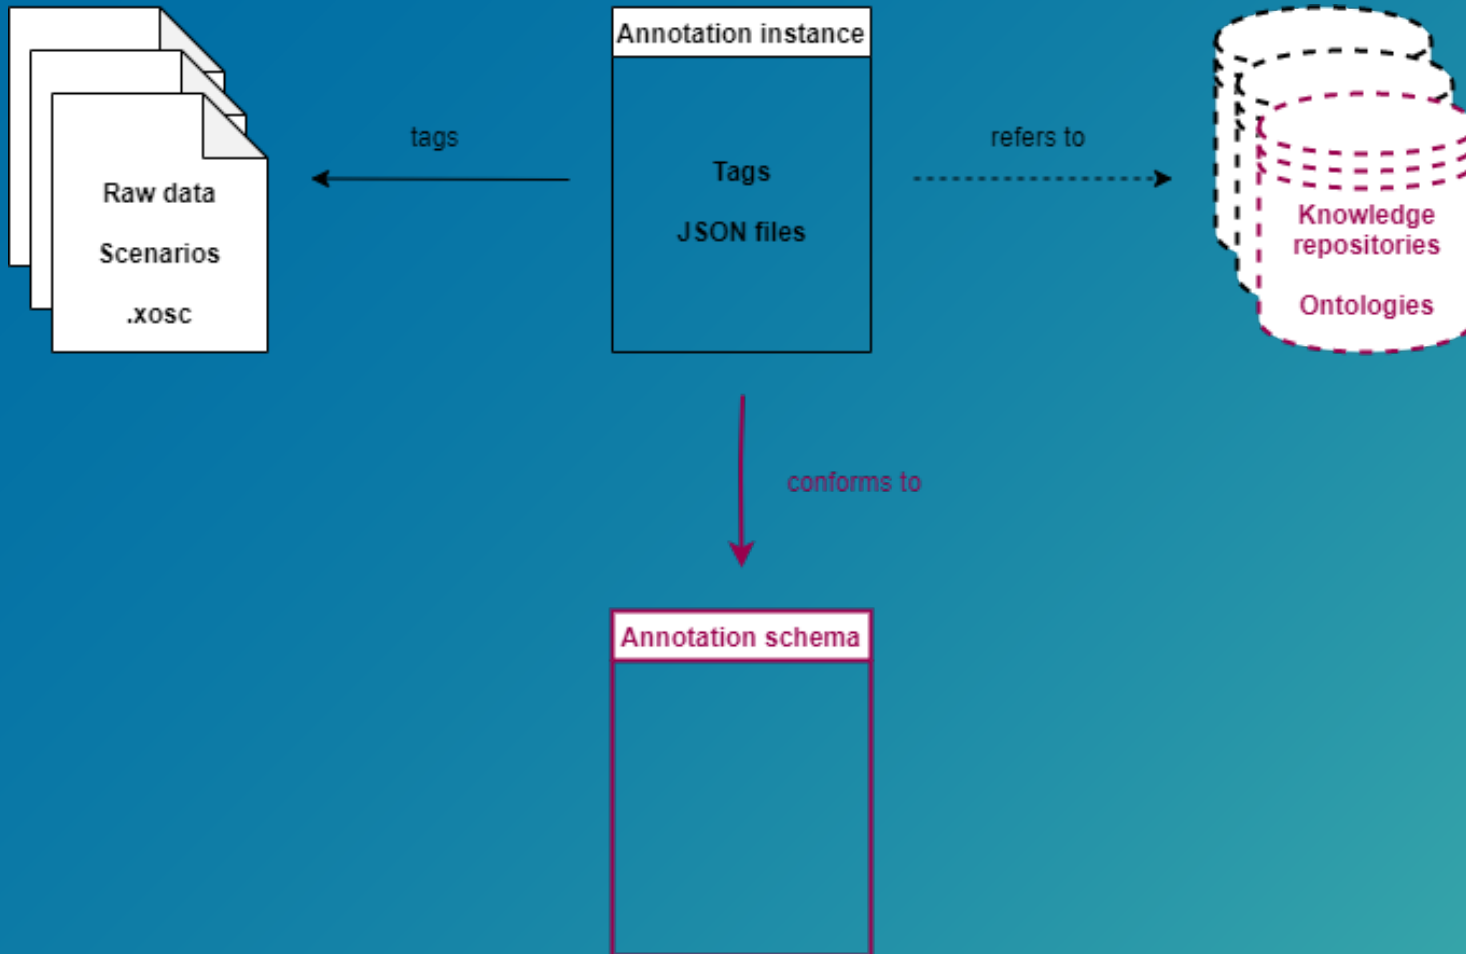 Annotation instance
tags
refers to
Raw data
Scenarios
.xosc
Tags
JSON files
Knowledge
repositories
Ontologies
conforms to
Annotation schema